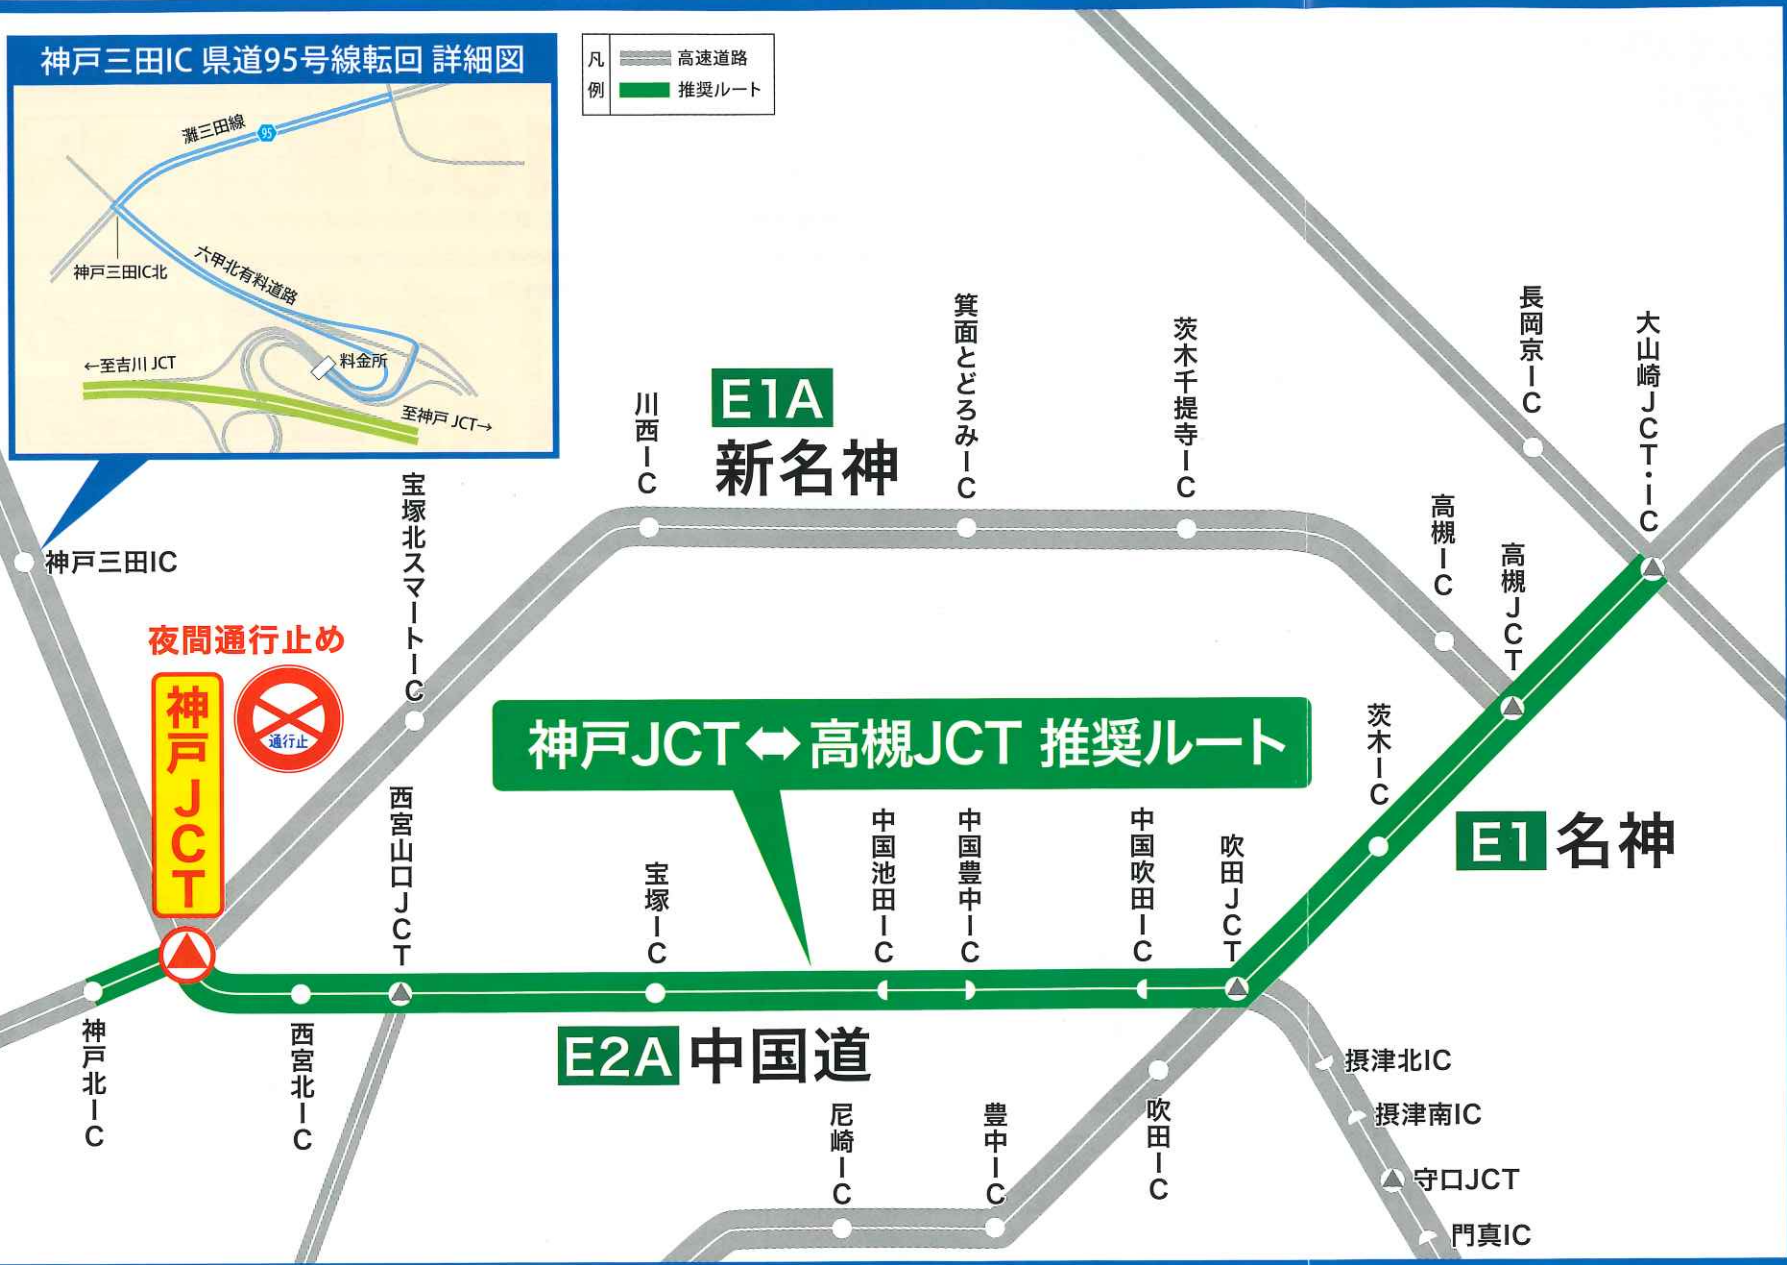 神戸三田IC 県道95号線転回 詳細図
灘三田線
95
神戸三田IC北
六甲北有料道路
←至吉川 JCT
料金所
至神戸 JCT→
凡例
高速道路
推奨ルート
長岡京IC
大山崎JCT・IC
E1A
新名神
川西IC
箕面とどろみIC
茨木千提寺IC
高槻IC
高槻JCT
神戸三田IC
宝塚北スマートIC
夜間通行止め
神戸JCT
通行止
神戸JCT⬌高槻JCT 推奨ルート
茨木IC
E1 名神
西宮山口JCT
宝塚IC
中国池田IC
中国豊中IC
中国吹田IC
吹田JCT
神戸北IC
西宮北IC
E2A 中国道
尼崎IC
豊中IC
吹田IC
摂津北IC
摂津南IC
守口JCT
門真IC